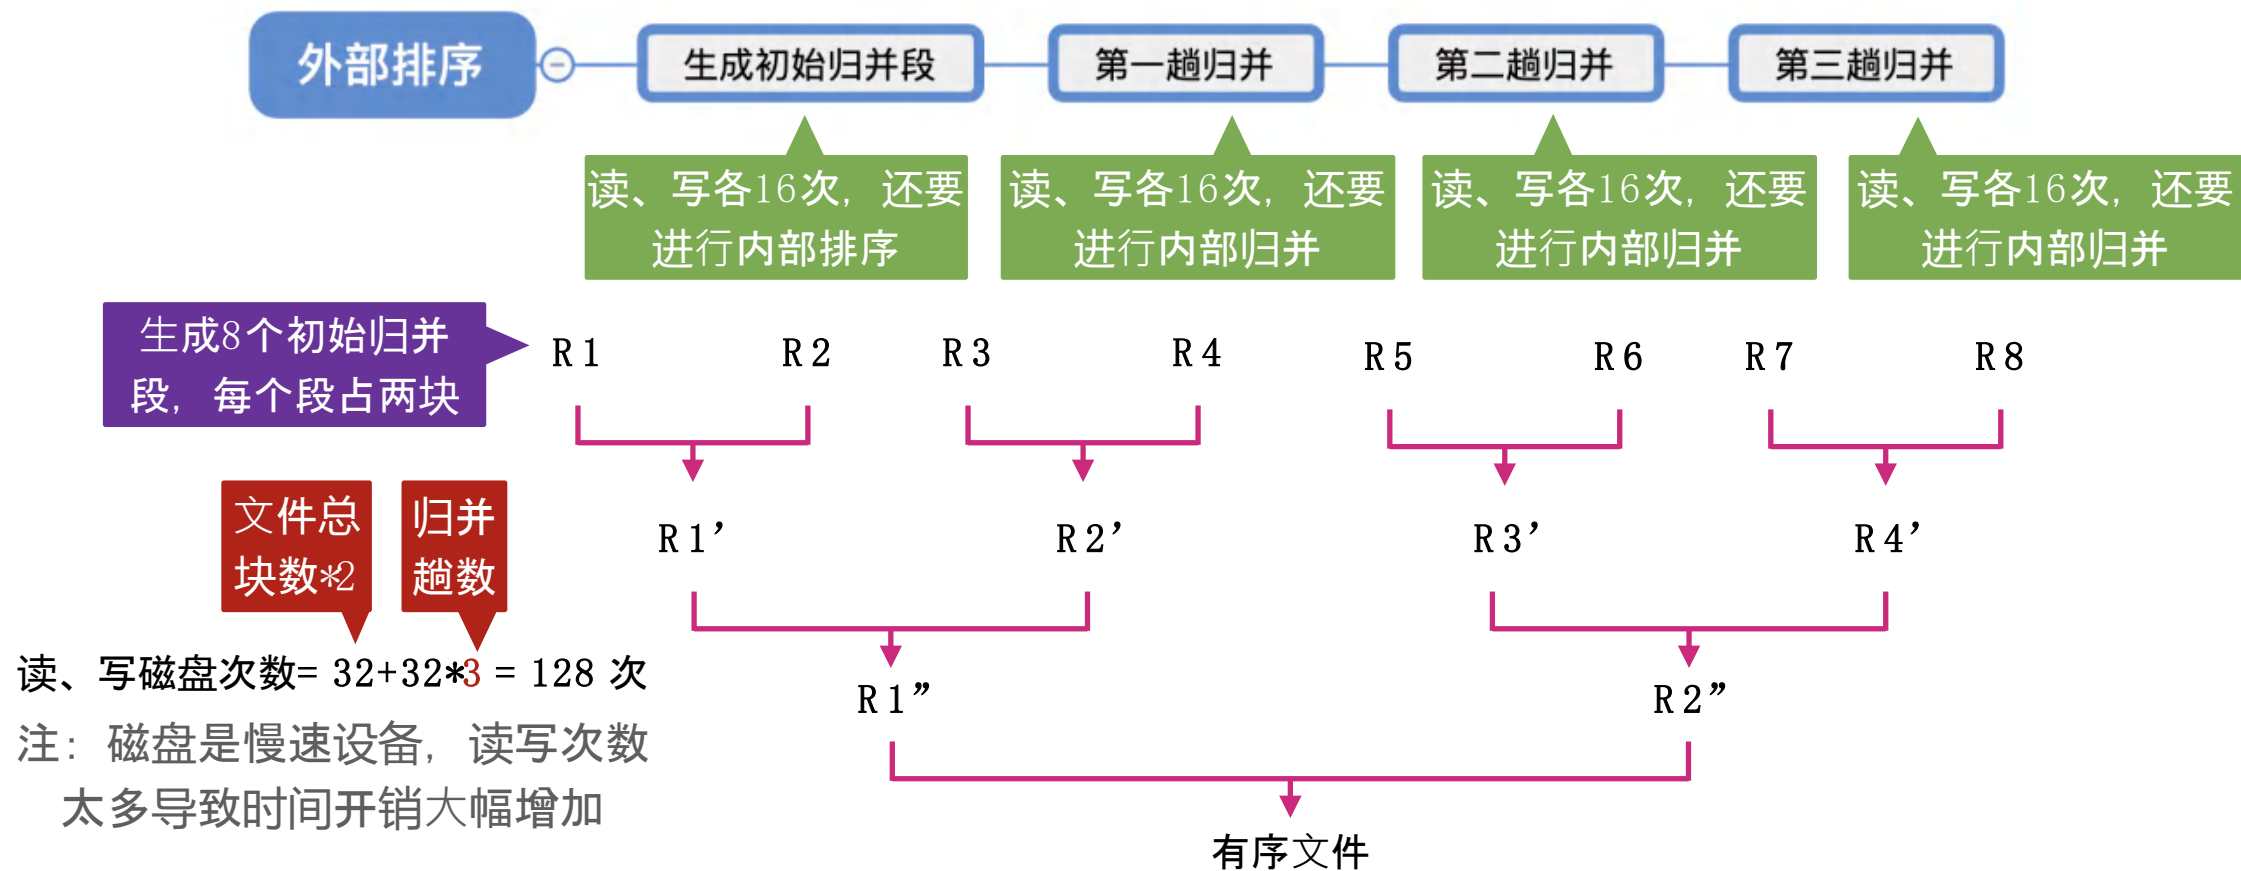 外部排序
生成初始归并段
第一趟归并
第二趟归并
第三趟归并
读、写各16次，还要
进行内部排序
读、写各16次，还要
进行内部归并
读、写各16次，还要
进行内部归并
读、写各16次，还要
进行内部归并
生成8个初始归并
段，每个段占两块
R1 R2 R3 R4 R5 R6 R7 R8
文件总
块数*2
归并
趟数
R1’ R2’ R3’ R4’
读、写磁盘次数= 32+32*3 = 128 次
R1” R2”
注：磁盘是慢速设备，读写次数
太多导致时间开销大幅增加
有序文件